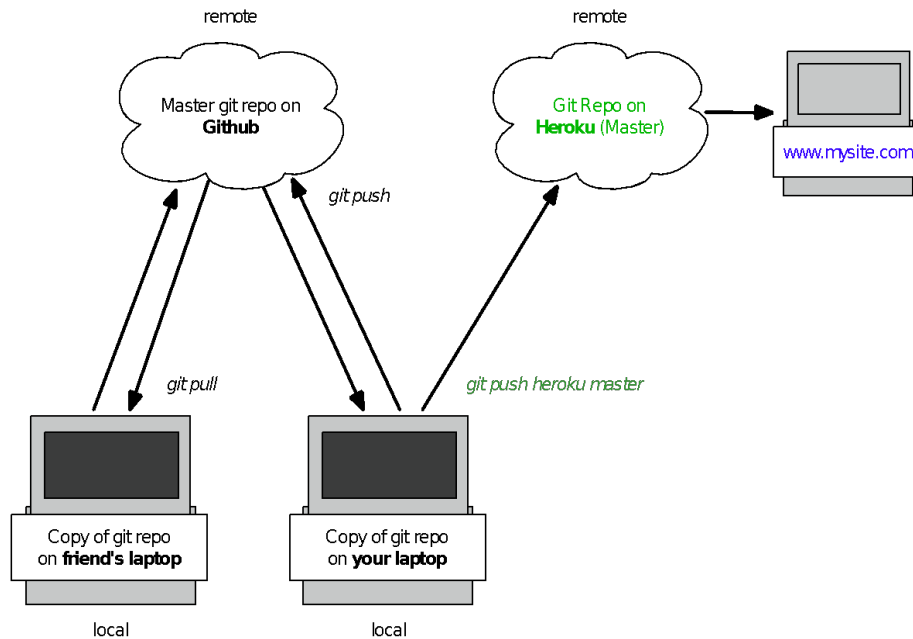 remote
remote
Master git repo on
Github
Git Repo on
Heroku (Master)
www.mysite.com
git push
git pull
git push heroku master
Copy of git repo
on friend's laptop
Copy of git repo
on your laptop
local
local